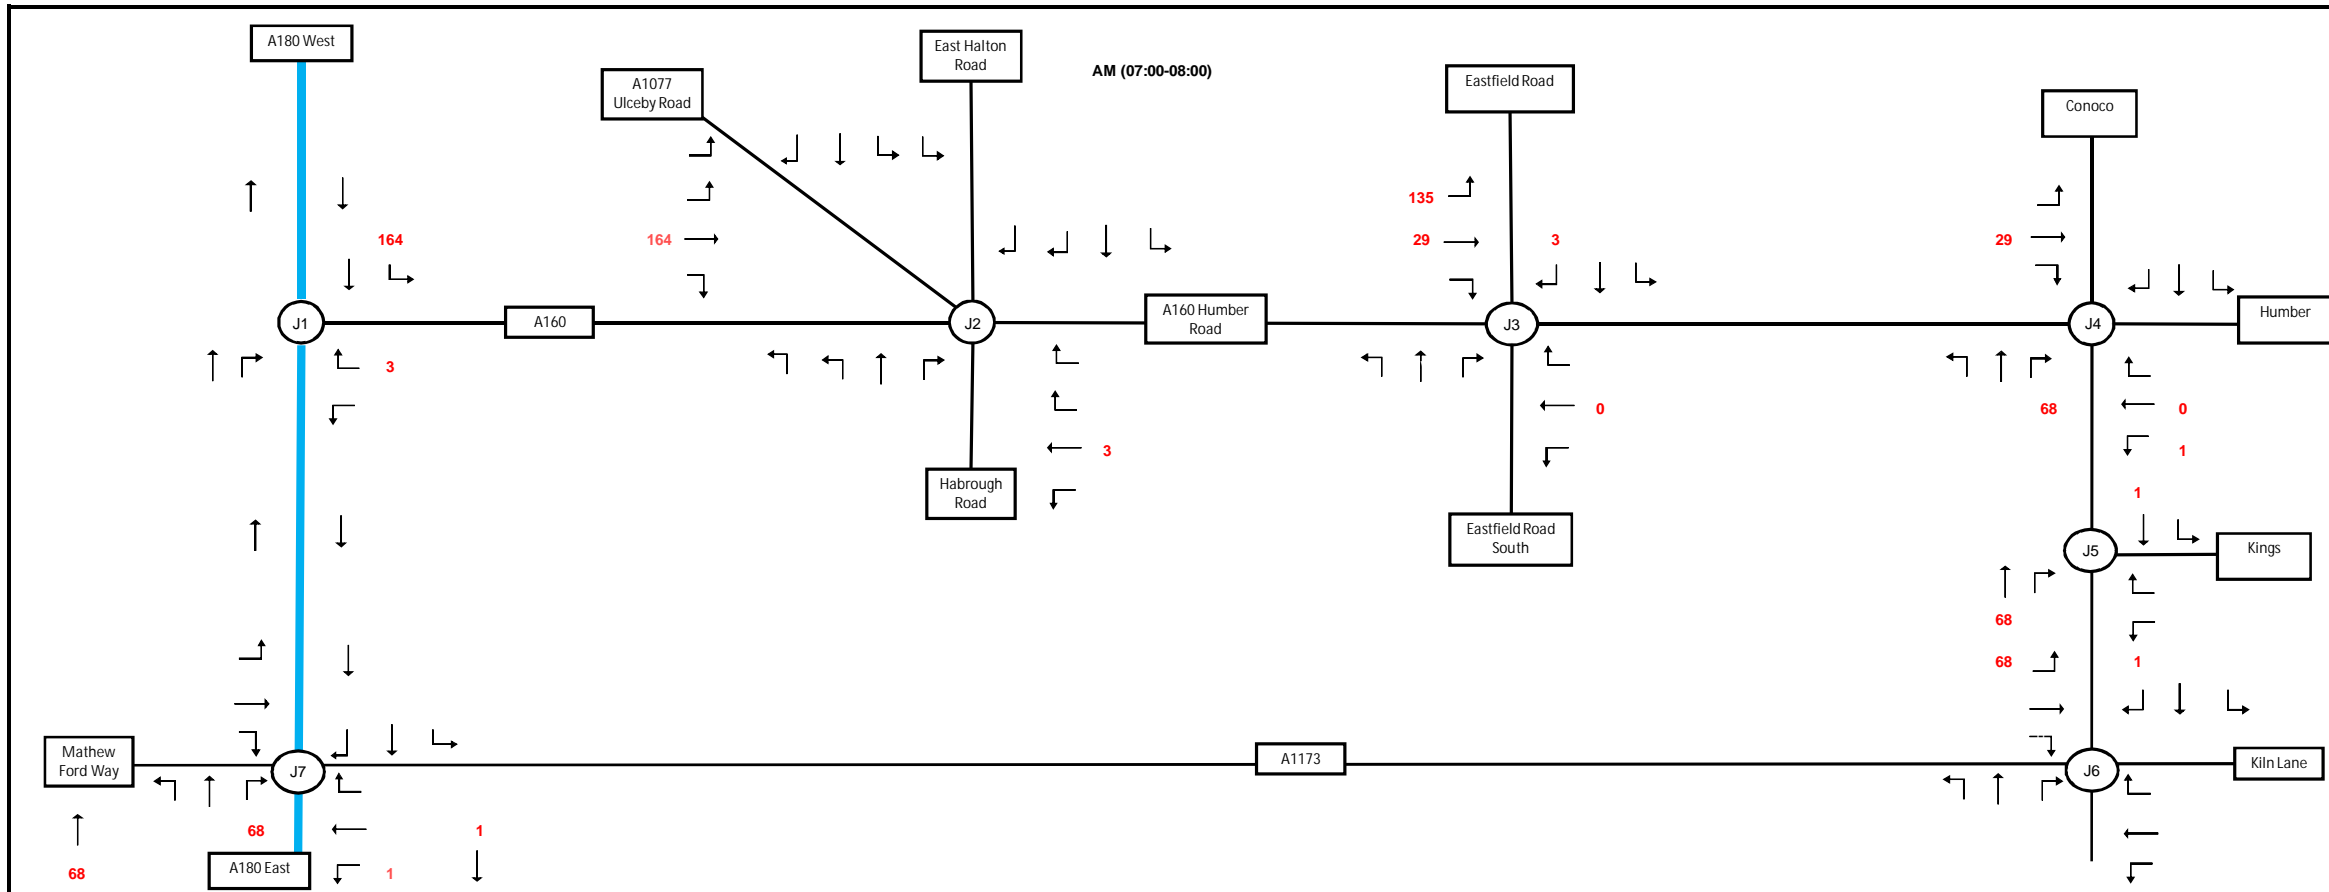 A180 West
East Halton
Road
AM (07:00-08:00)
A1077
Ulceby Road
Eastfield Road
Conoco
135
164
164
29
3
29
J1
A160
J2
A160 Humber
Road
J3
J4
Humber
3
68
0
0
3
1
Habrough
Road
1
Eastfield Road
South
J5
Kings
68
68
1
Mathew
Ford Way
J7
A1173
J6
Kiln Lane
68
1
68
A180 East
1